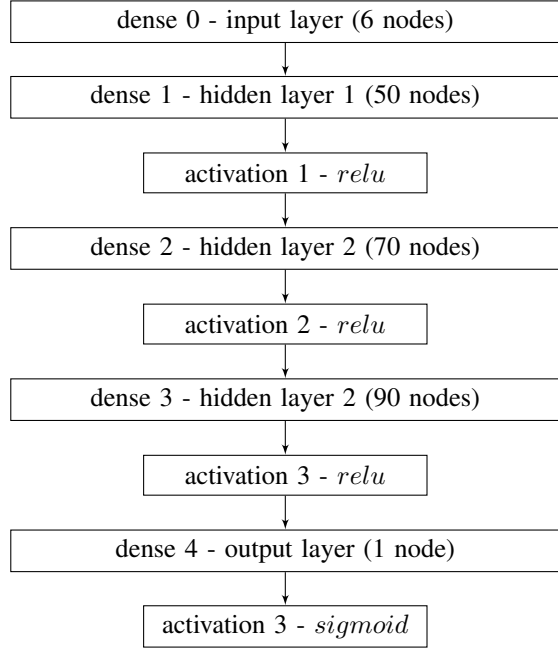 dense 0 - input layer (6 nodes)
dense 1 - hidden layer 1 (50 nodes)
activation 1 - relu
dense 2 - hidden layer 2 (70 nodes)
activation 2 - relu
dense 3 - hidden layer 2 (90 nodes)
activation 3 - relu
dense 4 - output layer (1 node)
activation 3 - sigmoid